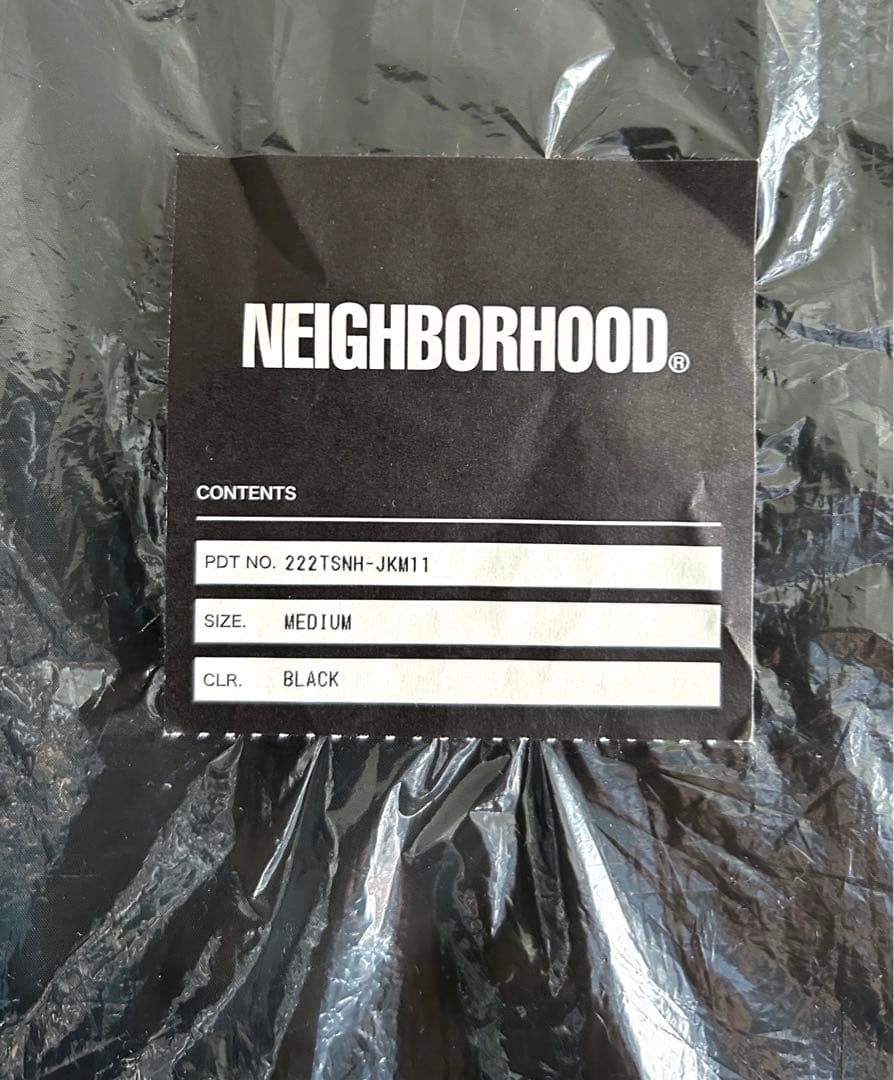 NEIGHBORHOOD®
CONTENTS
PDT NO. 222TSNH-JKM11
SIZE. MEDIUM
CLR. BLACK